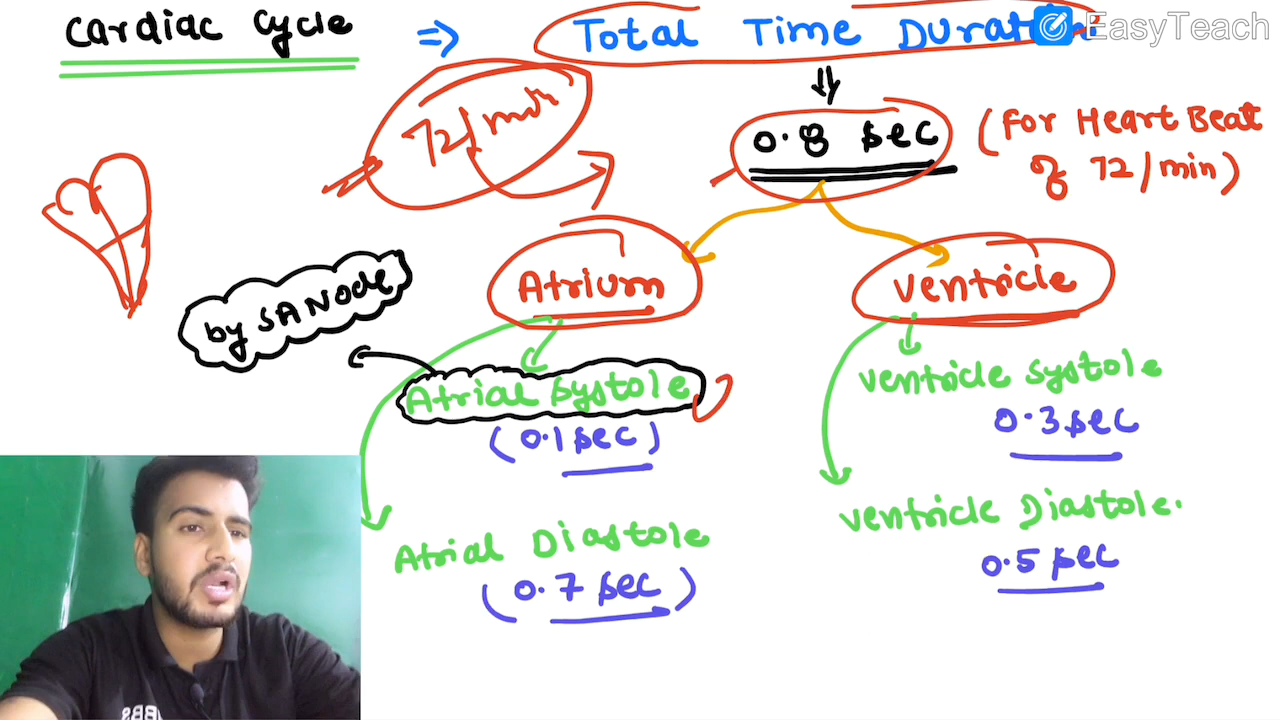 Cardiac Cycle ⇒ Total Time Duration
EasyTeach
72/min
0.8 sec
(For Heart Beat
of 72/min)
Atrium
Ventricle
by SA Node
Atrial Systole
(0.1 sec)
Ventricle Systole
0.3 sec
Atrial Diastole
(0.7 sec)
Ventricle Diastole.
0.5 sec